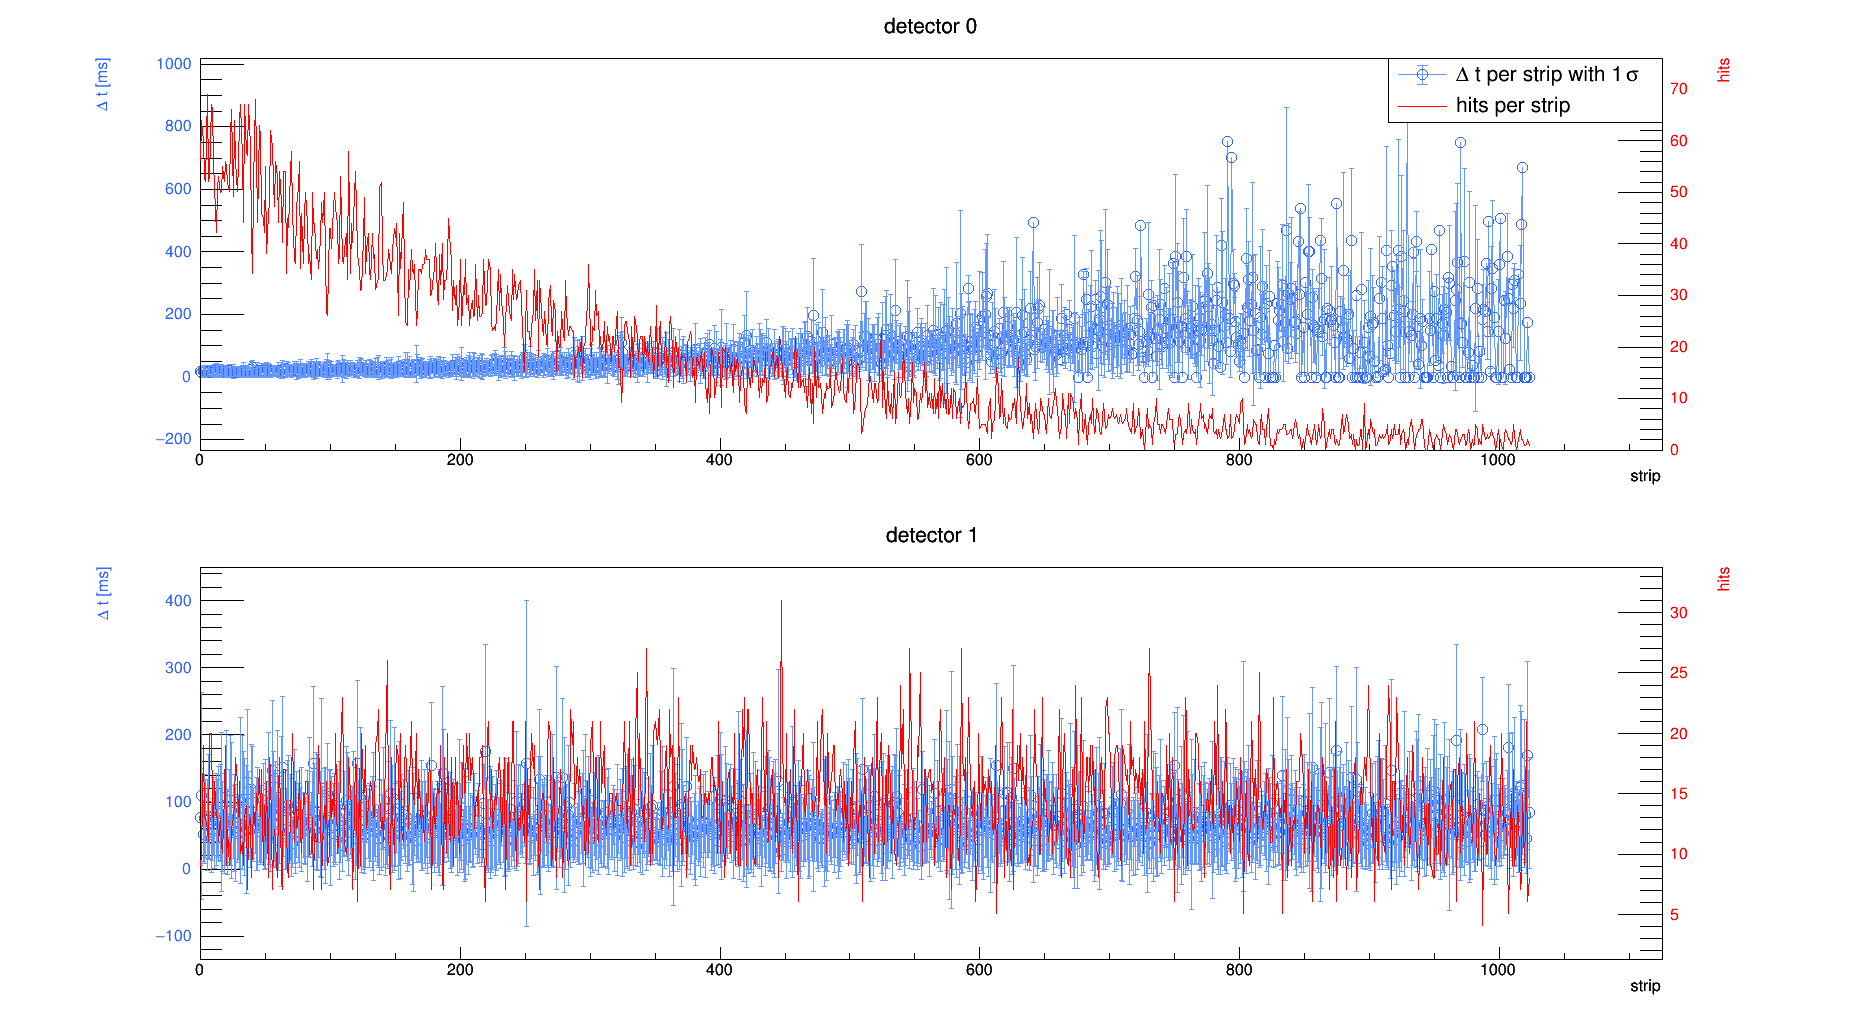 detector 0
Δ t [ms]
hits
1000
800
600
400
200
0
−200
70
60
50
40
30
20
10
0
Δ t per strip with 1 σ
hits per strip
0 200 400 600 800 1000
strip
detector 1
Δ t [ms]
hits
400
300
200
100
0
−100
30
25
20
15
10
5
0 200 400 600 800 1000
strip